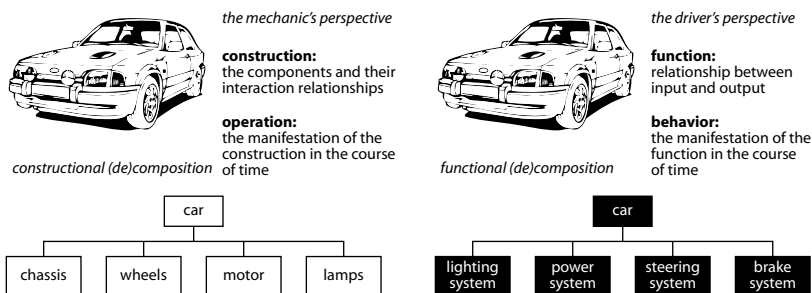 the mechanic's perspective
construction:
the components and their
interaction relationships
operation:
the manifestation of the
construction in the course
of time
constructional (de)composition
car
chassis
wheels
motor
lamps
the driver's perspective
function:
relationship between
input and output
behavior:
the manifestation of the
function in the course
of time
functional (de)composition
car
lighting
system
power
system
steering
system
brake
system